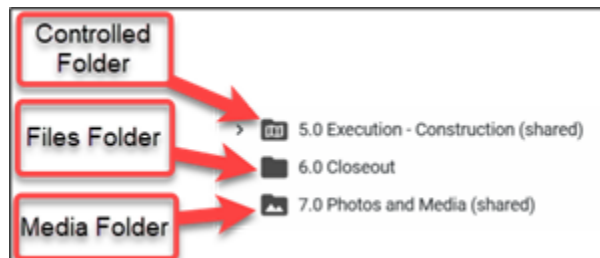 Controlled
Folder
Files Folder
Media Folder
5.0 Execution - Construction (shared)
6.0 Closeout
7.0 Photos and Media (shared)